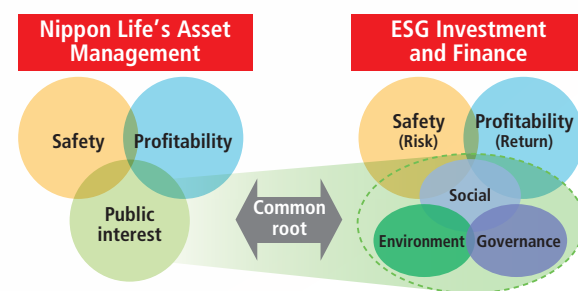 Nippon Life's Asset
Management
ESG Investment
and Finance
Safety
Profitability
Public
interest
Common
root
Safety
(Risk)
Profitability
(Return)
Social
Environment
Governance